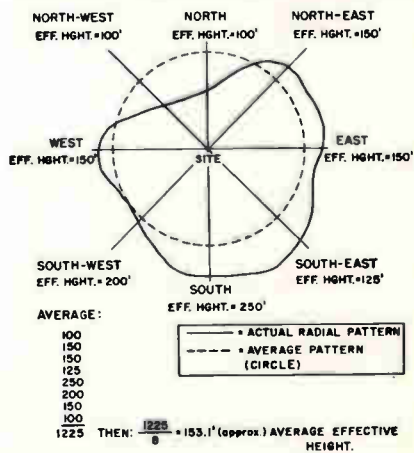 NORTH-WEST
EFF. HGHT.=100'
NORTH
EFF. HGHT.=100'
NORTH-EAST
EFF. HGHT.=150'
WEST
EFF. HGHT.=150'
SITE
EAST
EFF. HGHT.=150'
SOUTH-WEST
EFF. HGHT.=200'
SOUTH
EFF. HGHT.=250'
SOUTH-EAST
EFF. HGHT.=125'
AVERAGE:
100
150
150
125
250
200
150
100
1225
= ACTUAL RADIAL PATTERN
= AVERAGE PATTERN
(CIRCLE)
THEN: 1225/8 = 153.1' (approx.) AVERAGE EFFECTIVE
HEIGHT.